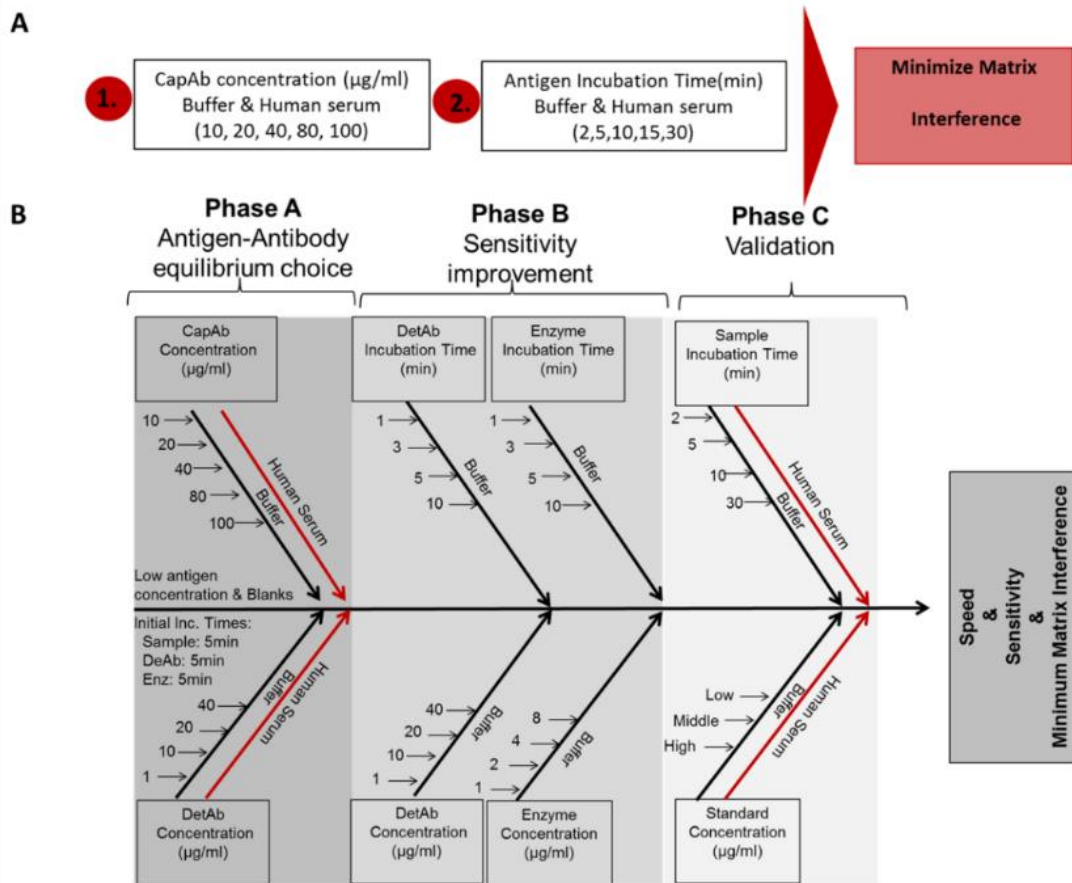 A
1.
CapAb concentration (µg/ml)
Buffer & Human serum
(10, 20, 40, 80, 100)
2.
Antigen Incubation Time(min)
Buffer & Human serum
(2,5,10,15,30)
Minimize Matrix
Interference
B
Phase A
Antigen-Antibody
equilibrium choice
Phase B
Sensitivity
improvement
Phase C
Validation
CapAb
Concentration
(µg/ml)
10
20
40
80
100
Buffer
Human Serum
DetAb
Incubation Time
(min)
1
3
5
10
Buffer
Enzyme
Incubation Time
(min)
1
3
5
10
Buffer
Sample
Incubation Time
(min)
2
5
10
30
Buffer
Human Serum
Low antigen
concentration & Blanks
Initial Inc. Times:
Sample: 5min
DeAb: 5min
Enz: 5min
40
20
10
1
Buffer
Human Serum
DetAb
Concentration
(µg/ml)
40
20
10
1
Buffer
DetAb
Concentration
(µg/ml)
8
4
2
1
Buffer
Enzyme
Concentration
(µg/ml)
Low
Middle
High
Buffer
Human Serum
Standard
Concentration
(µg/ml)
Speed
&
Sensitivity
&
Minimum Matrix Interference